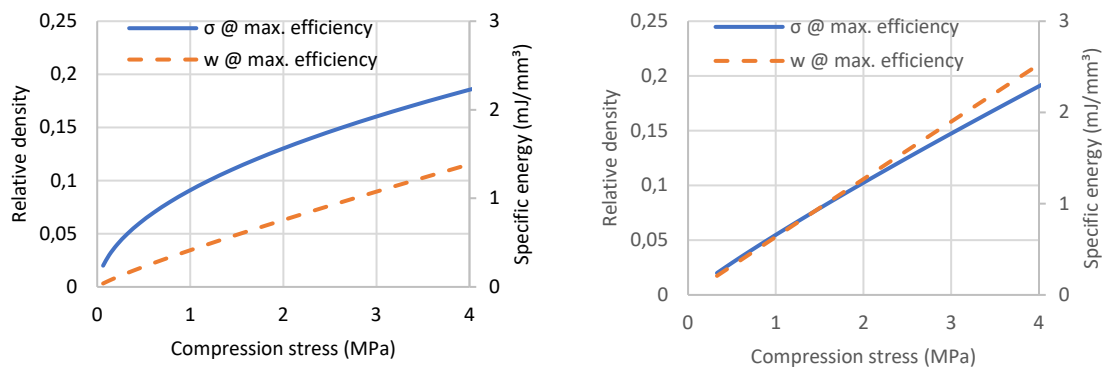 0,25
0,2
0,15
0,1
0,05
0
Relative density
σ @ max. efficiency
w @ max. efficiency
3
2
1
0
Specific energy (mJ/mm³)
0 1 2 3 4
Compression stress (MPa)
0,25
0,2
0,15
0,1
0,05
0
Relative density
σ @ max. efficiency
w @ max. efficiency
3
2
1
0
Specific energy (mJ/mm³)
0 1 2 3 4
Compression stress (MPa)